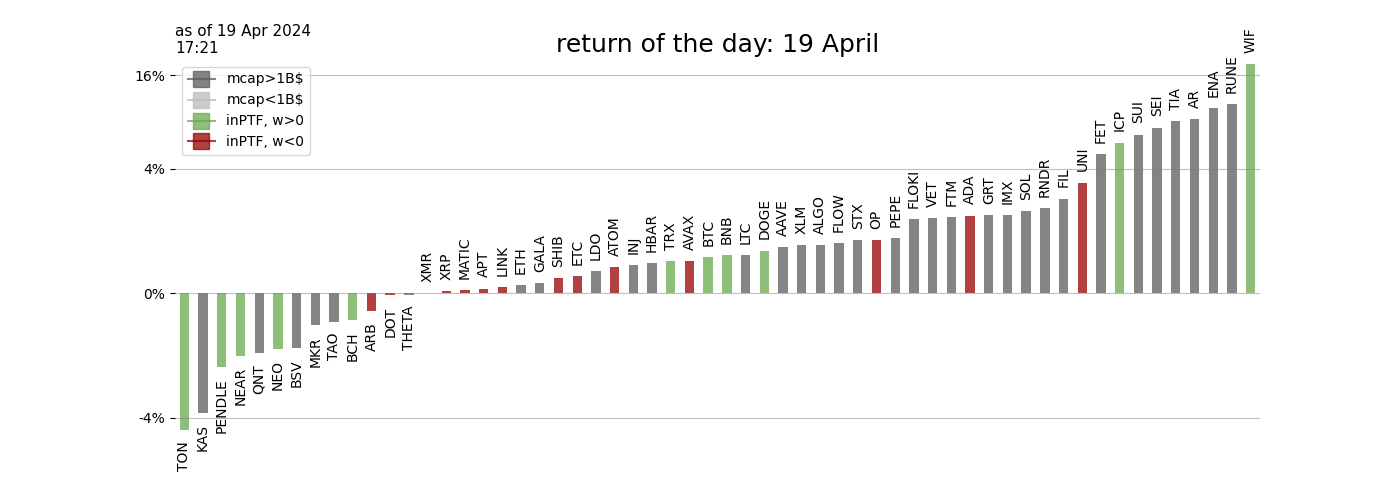 as of 19 Apr 2024
17:21
return of the day: 19 April
mcap>1B$
mcap<1B$
inPTF, w>0
inPTF, w<0
16%
4%
0%
-4%
TON
KAS
PENDLE
NEAR
QNT
NEO
BSV
MKR
TAO
BCH
ARB
DOT
THETA
XMR
XRP
MATIC
APT
LINK
ETH
GALA
SHIB
ETC
LDO
ATOM
INJ
HBAR
TRX
AVAX
BTC
BNB
LTC
DOGE
AAVE
XLM
ALGO
FLOW
STX
OP
PEPE
FLOKI
VET
FTM
ADA
GRT
IMX
SOL
RNDR
FIL
UNI
FET
ICP
SUI
SEI
TIA
AR
ENA
RUNE
WIF